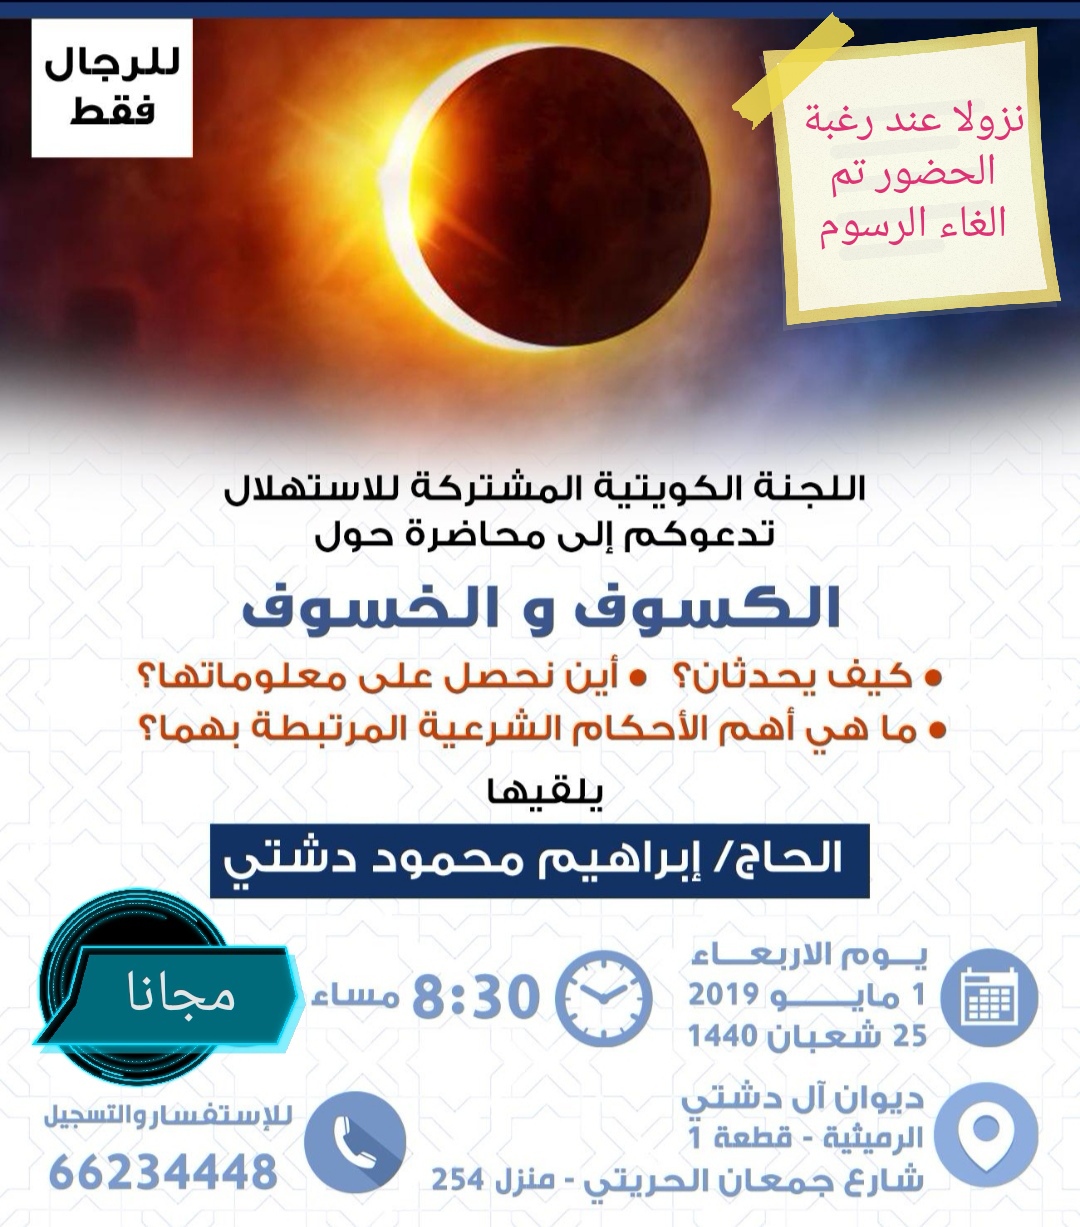 للرجال
فقط
نزولا عند رغبة
الحضور تم
الغاء الرسوم
اللجنة الكويتية المشتركة للاستهلال
تدعوكم إلى محاضرة حول
الكسوف و الخسوف
• كيف يحدثان؟ • أين نحصل على معلوماتها؟
• ما هي أهم الأحكام الشرعية المرتبطة بهما؟
يلقيها
الحاج/ إبراهيم محمود دشتي
يـــوم الاربعـــاء
1 مايـــــو 2019
25 شعبان 1440
8:30 مساء
مجانا
ديوان آل دشتي
الرميثية - قطعة 1
شارع جمعان الحريتي - منزل 254
للإستفسار والتسجيل
66234448